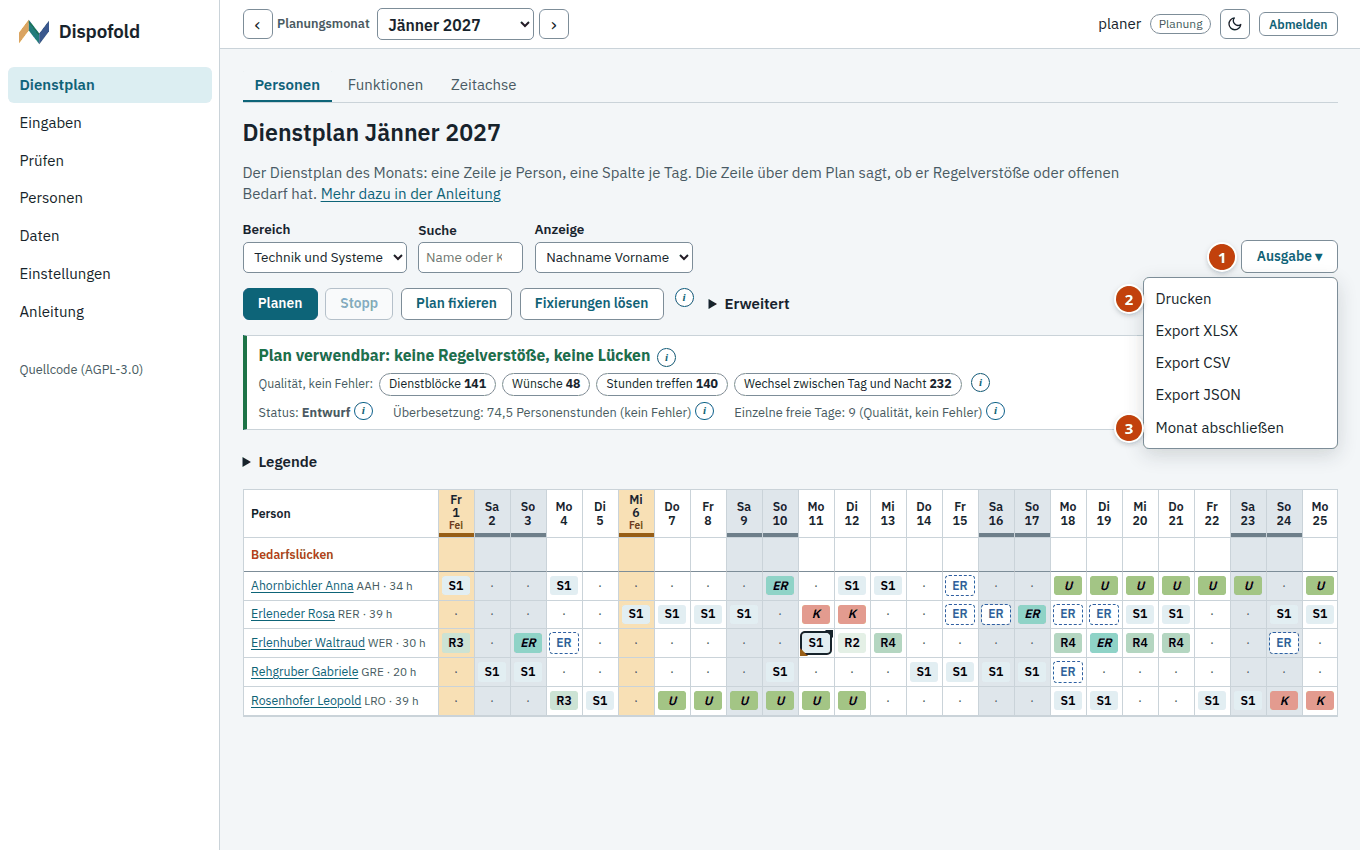 Dispofold
Dienstplan
Eingaben
Prüfen
Personen
Daten
Einstellungen
Anleitung
Quellcode (AGPL-3.0)
‹ Planungsmonat Jänner 2027 ›
planer Planung Abmelden
Personen Funktionen Zeitachse
Dienstplan Jänner 2027
Der Dienstplan des Monats: eine Zeile je Person, eine Spalte je Tag. Die Zeile über dem Plan sagt, ob er Regelverstöße oder offenen
Bedarf hat. Mehr dazu in der Anleitung
Bereich Suche Anzeige
Technik und Systeme Name oder K Nachname Vorname
1 Ausgabe ▾
2 Drucken
Export XLSX
Export CSV
Export JSON
3 Monat abschließen
Planen Stopp Plan fixieren Fixierungen lösen i ▶ Erweitert
Plan verwendbar: keine Regelverstöße, keine Lücken i
Qualität, kein Fehler: Dienstblöcke 141 Wünsche 48 Stunden treffen 140 Wechsel zwischen Tag und Nacht 232 i
Status: Entwurf i Überbesetzung: 74,5 Personenstunden (kein Fehler) i Einzelne freie Tage: 9 (Qualität, kein Fehler) i
▶ Legende
Person Fr 1 Fei Sa 2 So 3 Mo 4 Di 5 Mi 6 Fei Do 7 Fr 8 Sa 9 So 10 Mo 11 Di 12 Mi 13 Do 14 Fr 15 Sa 16 So 17 Mo 18 Di 19 Mi 20 Do 21 Fr 22 Sa 23 So 24 Mo 25
Bedarfslücken
Ahornbichler Anna AAH · 34 h S1 · · S1 · · · · · ER · S1 S1 · ER · · U U U U U U · U
Erleneder Rosa RER · 39 h · · · · · S1 S1 S1 S1 · K K · · ER ER ER ER ER S1 S1 · · S1 S1
Erlenhuber Waltraud WER · 30 h R3 · ER ER · · · · · · S1 R2 R4 · · · · R4 ER R4 R4 · · ER ·
Rehgruber Gabriele GRE · 20 h · S1 S1 · · · · · · S1 · · · S1 S1 S1 S1 ER · · · · · · ·
Rosenhofer Leopold LRO · 39 h · · · R3 S1 · U U U U U U · · · · · S1 S1 · · S1 S1 K K